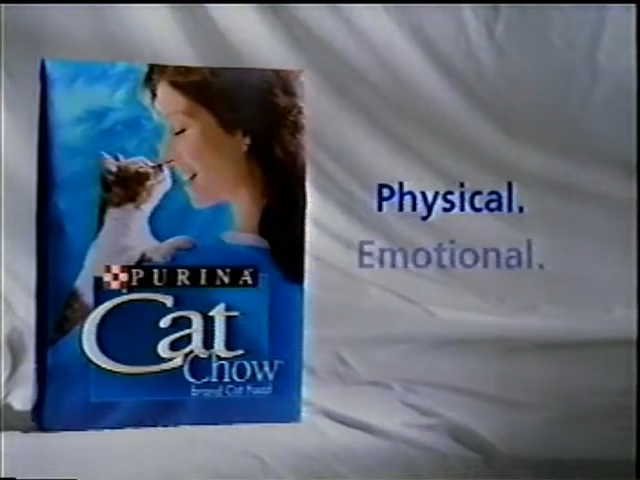 PURINA
Cat
Chow
brand Cat Food
Physical.
Emotional.